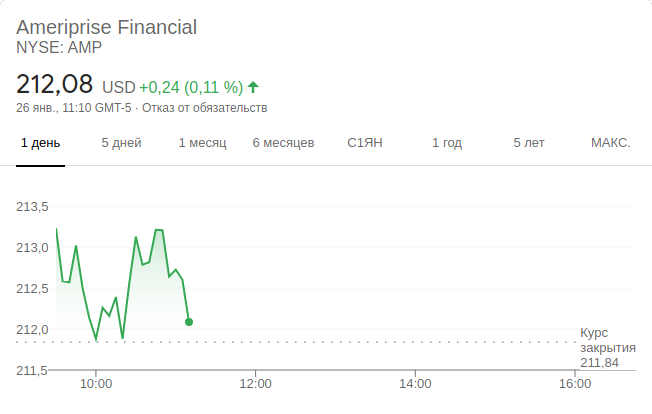 Ameriprise Financial
NYSE: AMP
212,08 USD +0,24 (0,11 %)
26 янв., 11:10 GMT-5 · Отказ от обязательств
1 день 5 дней 1 месяц 6 месяцев С1ЯН 1 год 5 лет МАКС.
213,5
213,0
212,5
212,0
Курс
закрытия
211,84
211,5
10:00 12:00 14:00 16:00